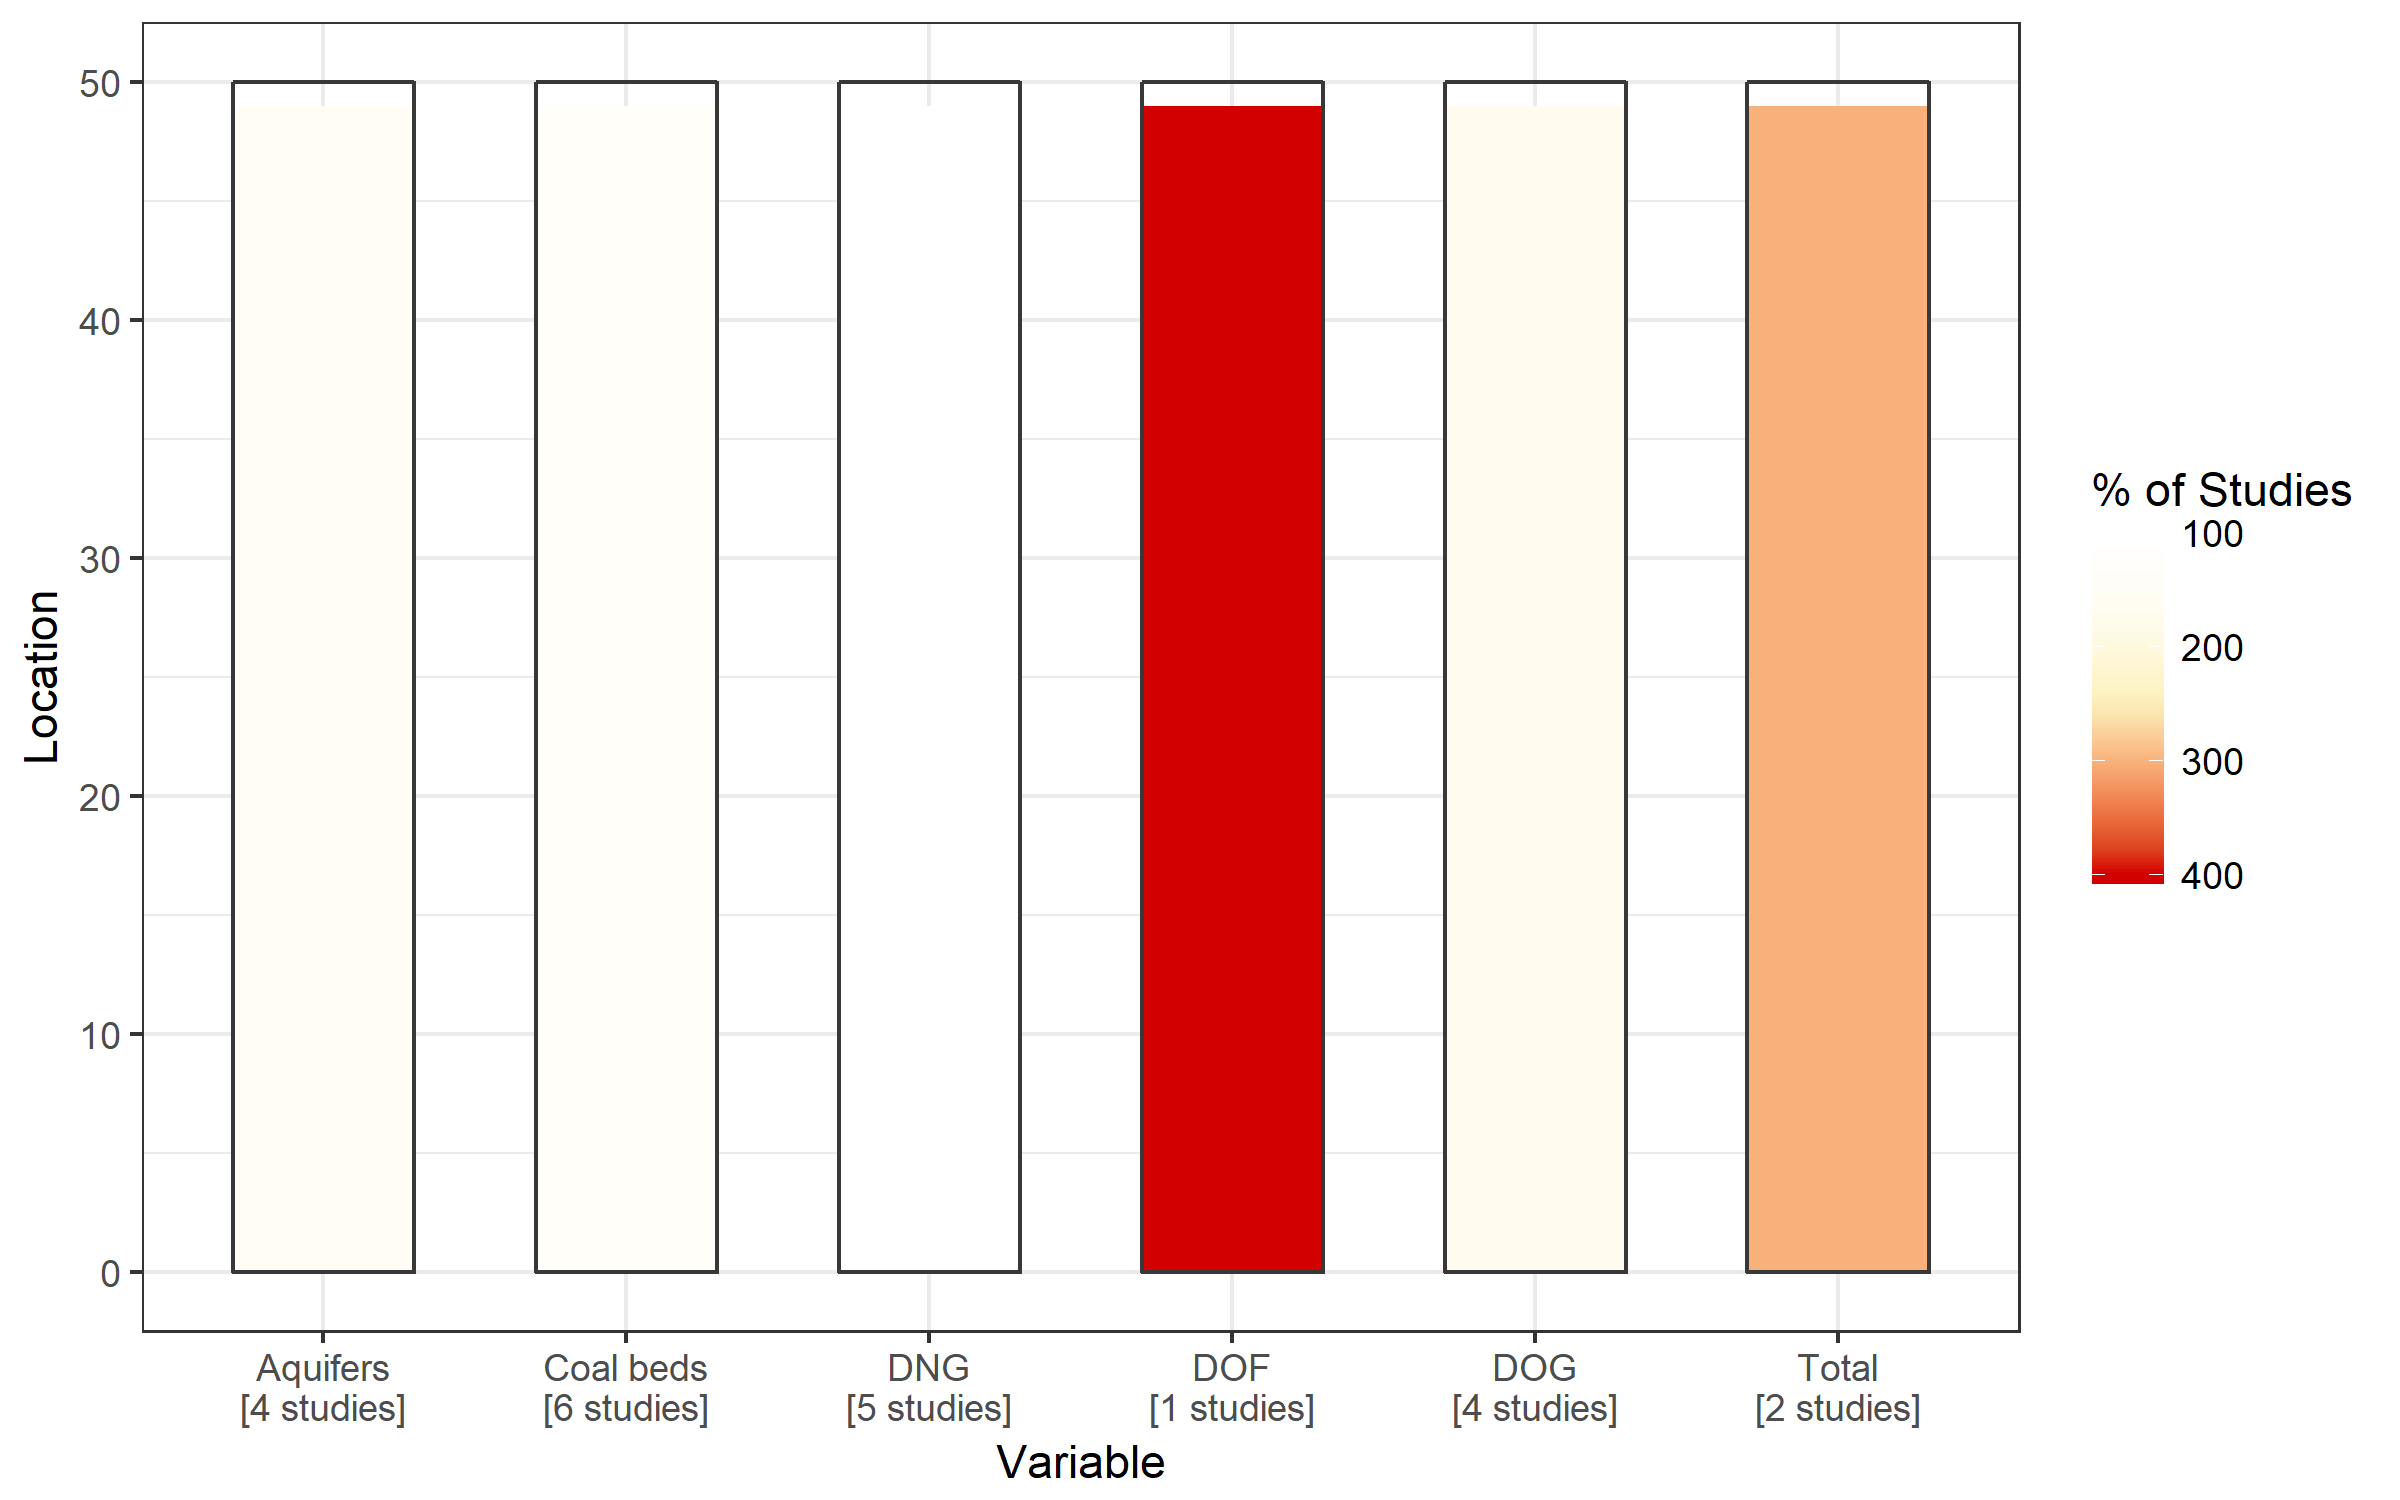 50
40
30
20
10
0
Location
Aquifers
[4 studies]
Coal beds
[6 studies]
DNG
[5 studies]
DOF
[1 studies]
DOG
[4 studies]
Total
[2 studies]
Variable
% of Studies
100
200
300
400